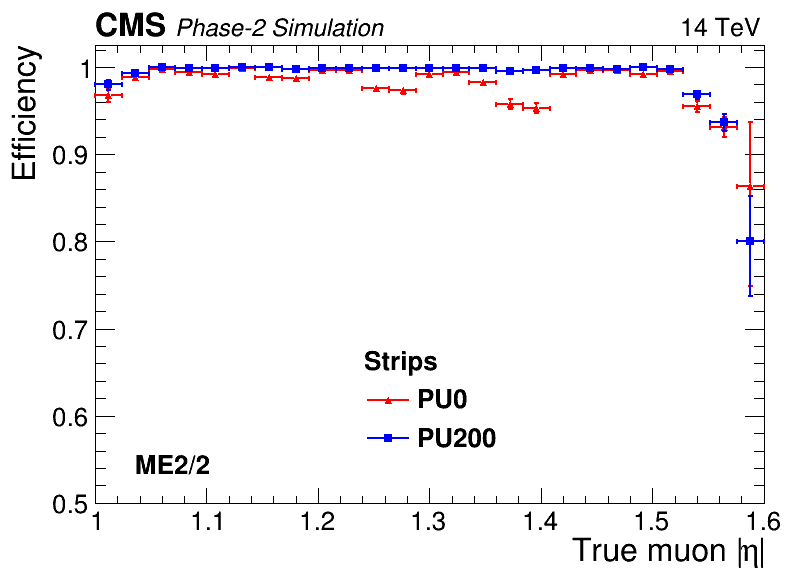 CMS Phase-2 Simulation 14 TeV
Efficiency
1
0.9
0.8
0.7
0.6
0.5
Strips
PU0
PU200
ME2/2
1 1.1 1.2 1.3 1.4 1.5 1.6
True muon |η|